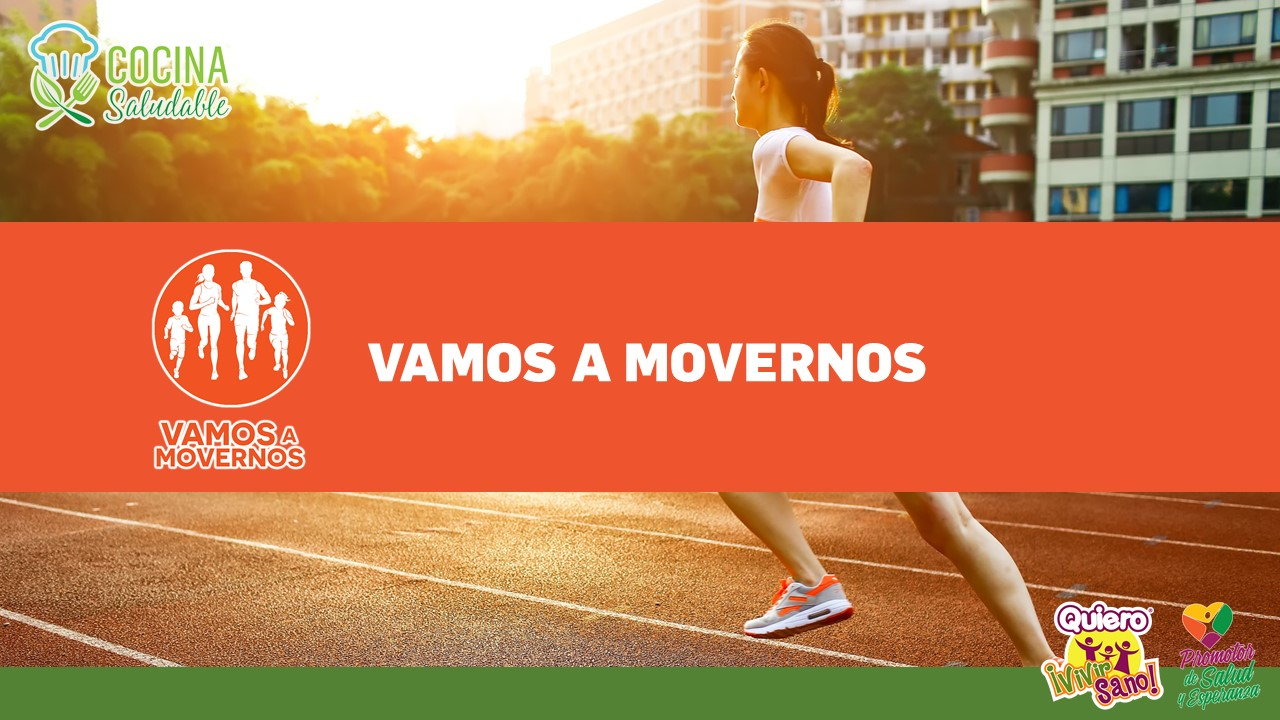 COCINA
Saludable
VAMOS A MOVERNOS
VAMOS A
MOVERNOS
Quiero
¡Vivir
Sano!
Promotor
de Salud
y Esperanza